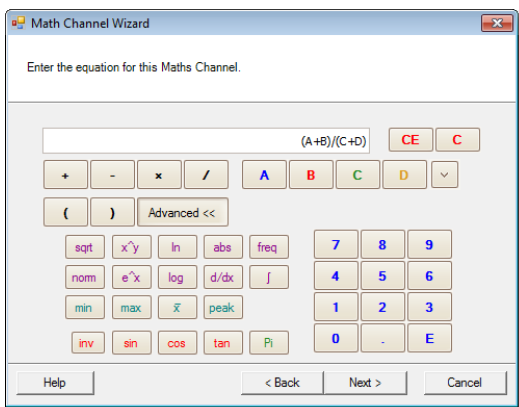 Math Channel Wizard
Enter the equation for this Maths Channel.
(A+B)/(C+D) CE C
+ - × / A B C D
( ) Advanced <<
sqrt x^y ln abs freq 7 8 9
norm e^x log d/dx ∫ 4 5 6
min max x̅ peak 1 2 3
inv sin cos tan Pi 0 . E
Help < Back Next > Cancel